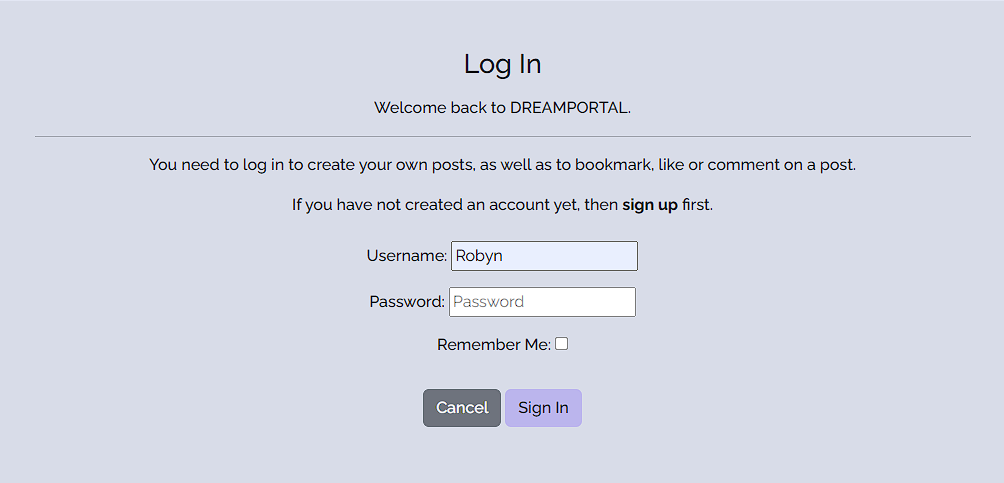 Log In
Welcome back to DREAMPORTAL.
You need to log in to create your own posts, as well as to bookmark, like or comment on a post.
If you have not created an account yet, then sign up first.
Username: Robyn
Password: Password
Remember Me:
Cancel Sign In